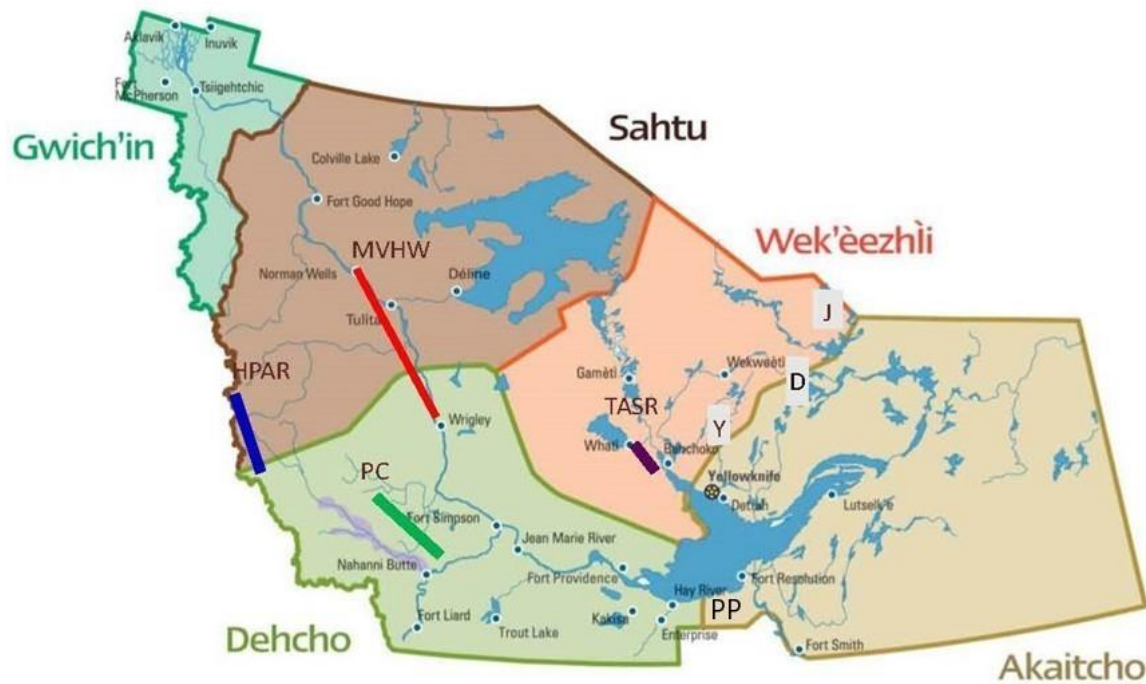 Aklavik
Inuvik
Fort
McPherson
Tsiigehtchic
Gwich'in
Sahtu
Colville Lake
Fort Good Hope
Wek'èezhlì
MVHW
Norman Wells
Déline
Tulita
J
HPAR
Gamètì
Wekweètì
D
TASR
Wrigley
Whatì
Y
Behchoko
PC
Yellowknife
Dettah
Fort Simpson
Lutselk'e
Jean Marie River
Nahanni Butte
Fort Providence
Fort Resolution
Hay River
PP
Fort Liard
Trout Lake
Kakisa
Enterprise
Dehcho
Fort Smith
Akaitcho